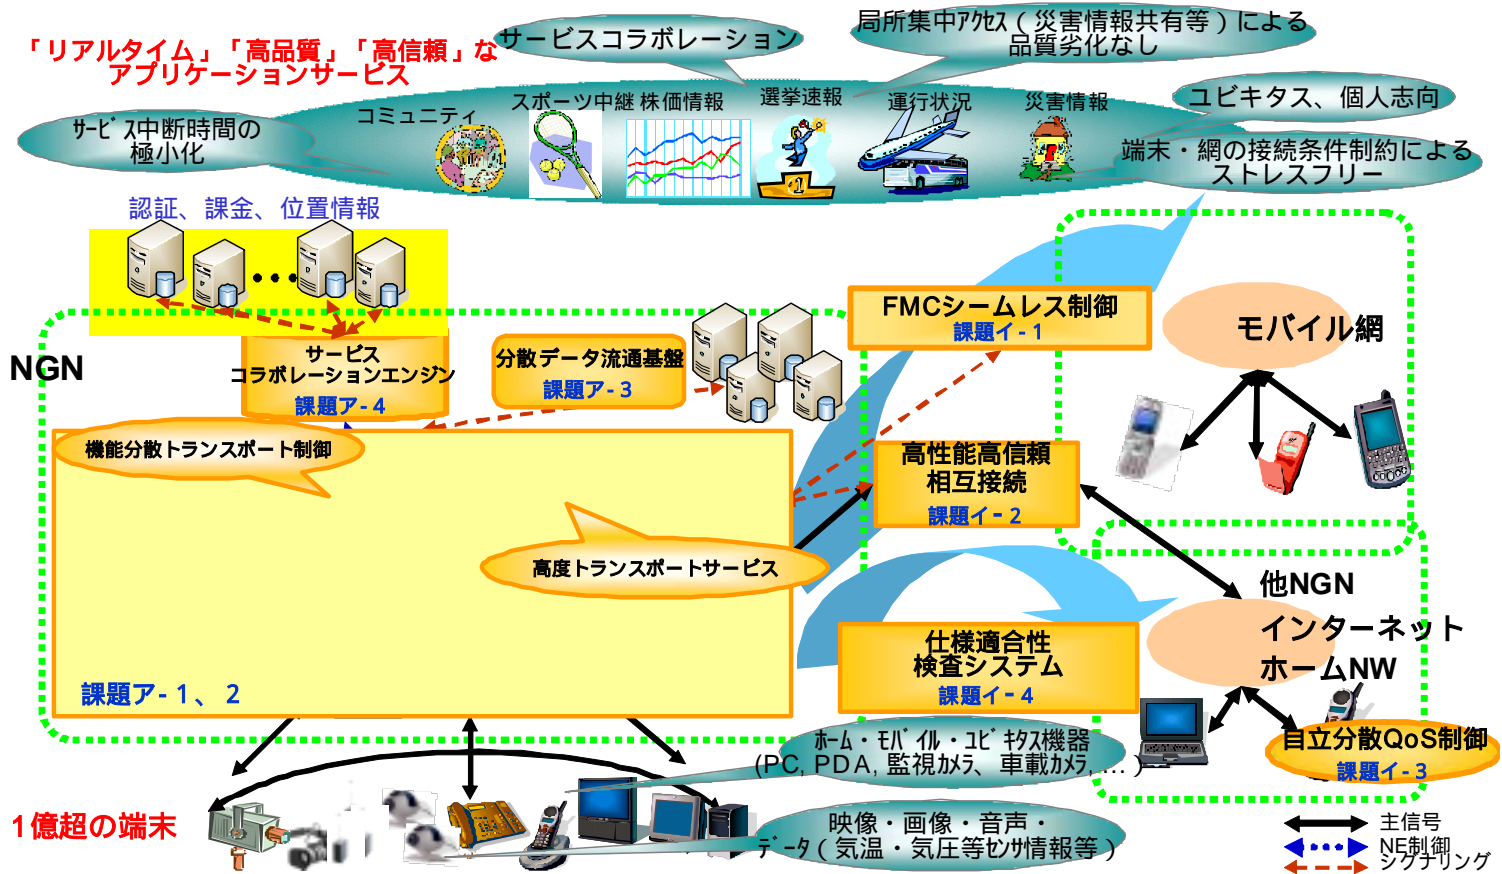 「リアルタイム」「高品質」「高信頼」な
アプリケーションサービス
サービスコラボレーション
局所集中ｱｸｾｽ（災害情報共有等）による
品質劣化なし
ユビキタス、個人志向
端末・網の接続条件制約による
ストレスフリー
ｻｰﾋﾞｽ中断時間の
極小化
コミュニティ
スポーツ中継
株価情報
選挙速報
運行状況
災害情報
認証、課金、位置情報
NGN
サービス
コラボレーションエンジン
課題ア-４
分散データ流通基盤
課題ア-３
FMCシームレス制御
課題イ-１
モバイル網
機能分散トランスポート制御
高性能高信頼
相互接続
課題イ-２
高度トランスポートサービス
他NGN
インターネット
ホームNW
仕様適合性
検査システム
課題イ-４
課題ア-１、２
自立分散QoS制御
課題イ-３
ﾎｰﾑ・ﾓﾊﾞｲﾙ・ﾕﾋﾞｷﾀｽ機器
(PC, PDA, 監視ｶﾒﾗ、車載ｶﾒﾗ, … )
1億超の端末
映像・画像・音声・
ﾃﾞｰﾀ（気温・気圧等ｾﾝｻ情報等）
主信号
NE制御
シグナリング